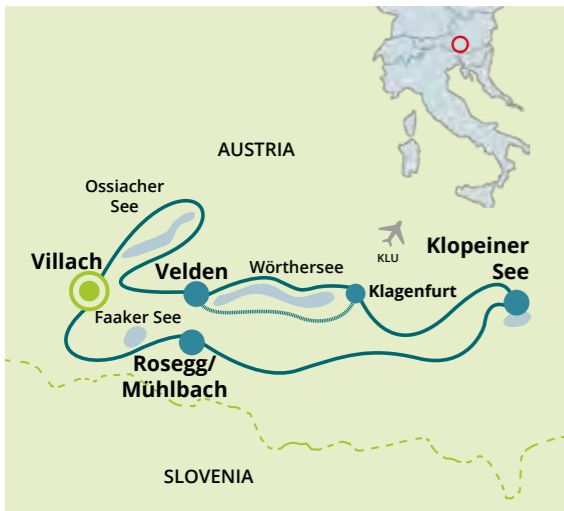 AUSTRIA
Ossiacher
See
Villach
Velden
Wörthersee
KLU
Klopeiner
See
Klagenfurt
Faaker See
Rosegg/
Mühlbach
SLOVENIA